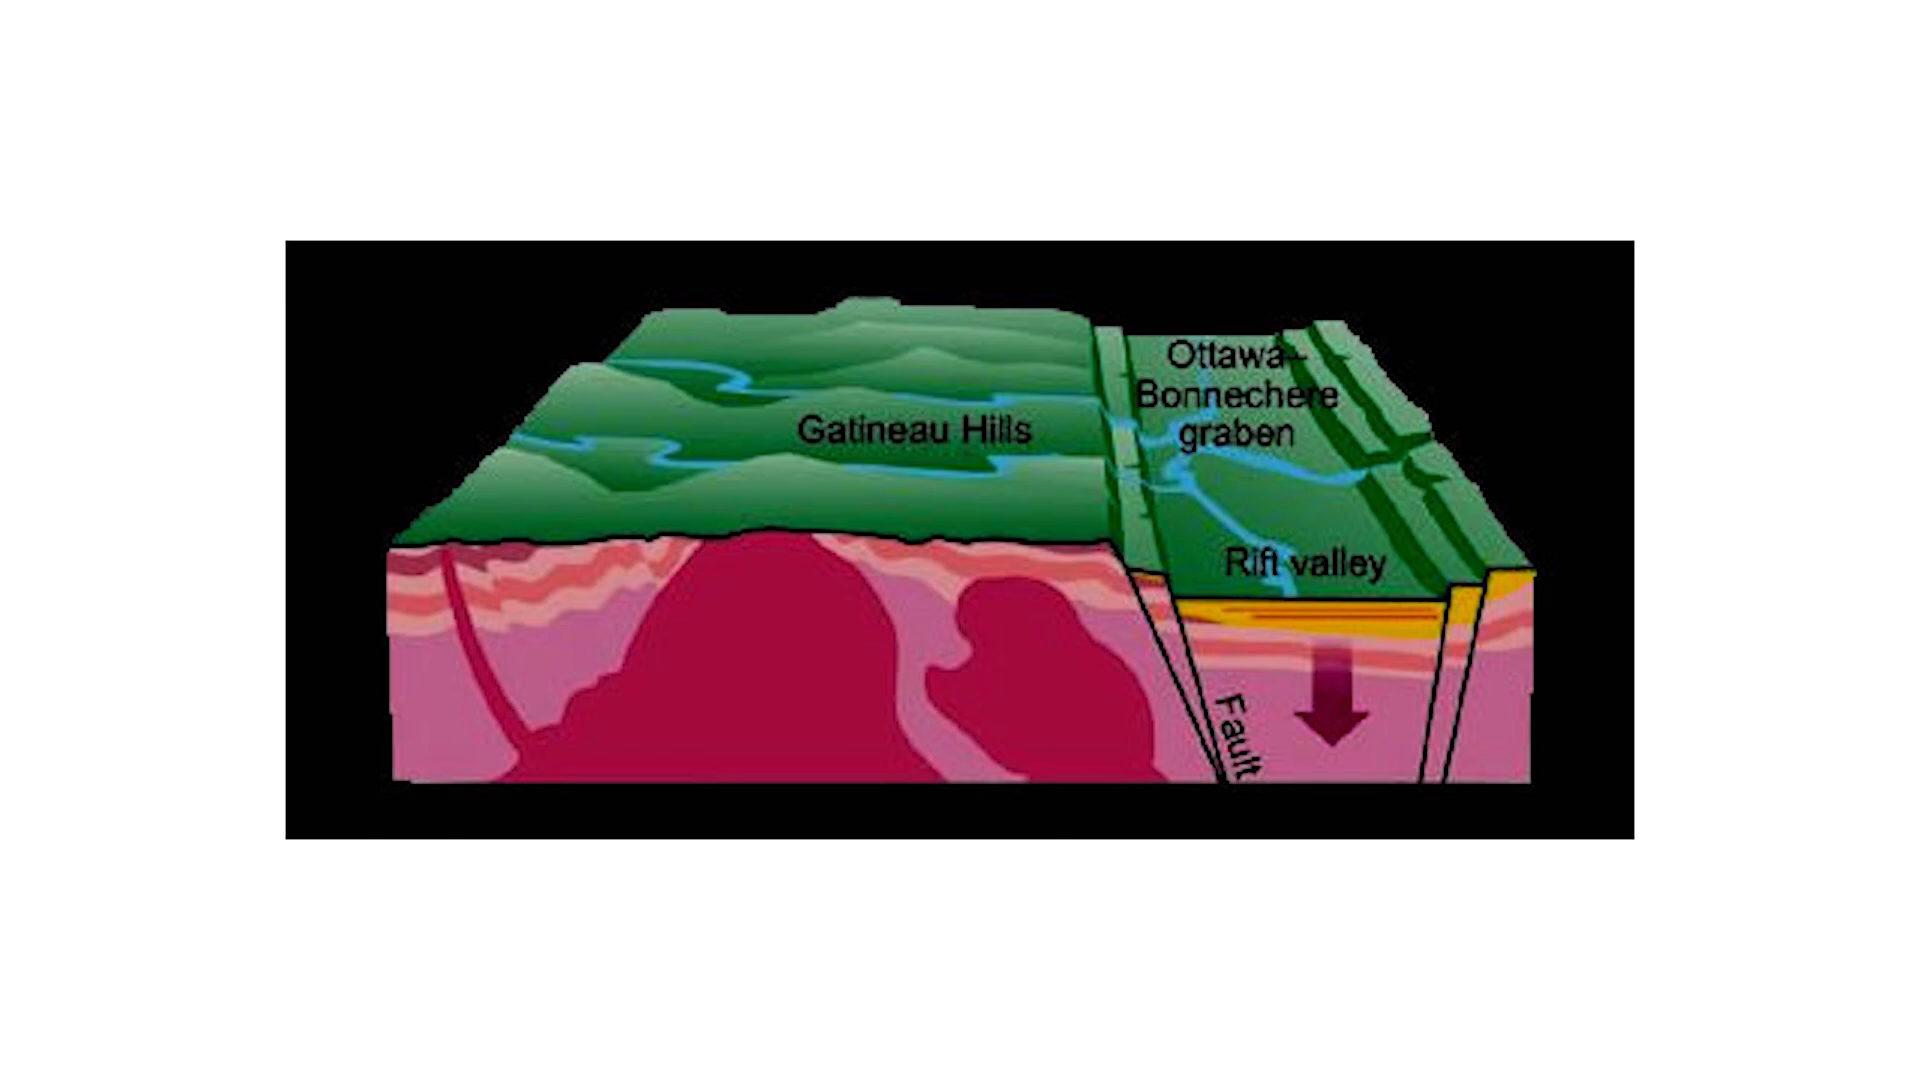 Ottawa–
Bonnechere
graben
Gatineau Hills
Rift valley
Fault